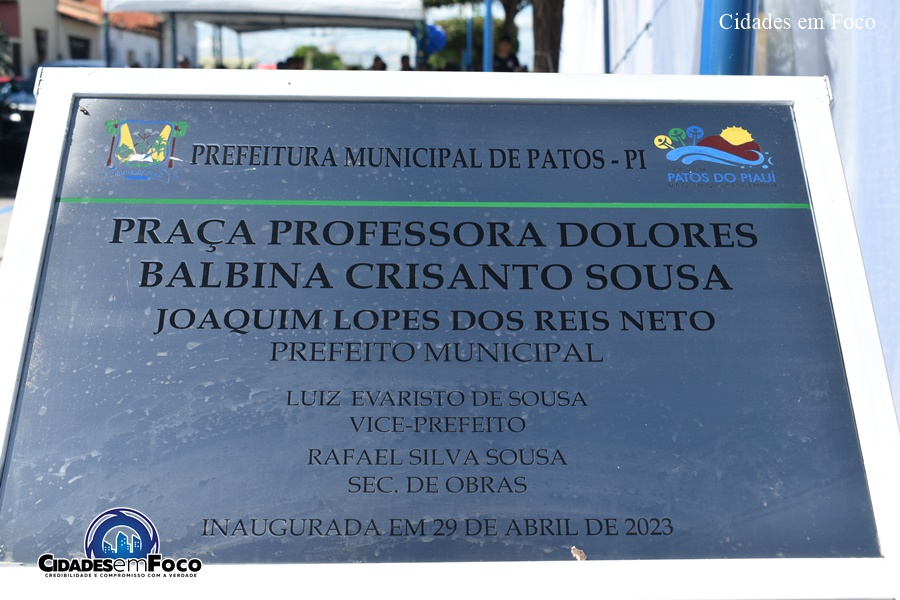 Cidades em Foco
PREFEITURA MUNICIPAL DE PATOS - PI
PATOS DO PIAUÍ
PRAÇA PROFESSORA DOLORES
BALBINA CRISANTO SOUSA
JOAQUIM LOPES DOS REIS NETO
PREFEITO MUNICIPAL
LUIZ EVARISTO DE SOUSA
VICE-PREFEITO
RAFAEL SILVA SOUSA
SEC. DE OBRAS
INAUGURADA EM 29 DE ABRIL DE 2023
CIDADESemFOCO
CREDIBILIDADE E COMPROMISSO COM A VERDADE